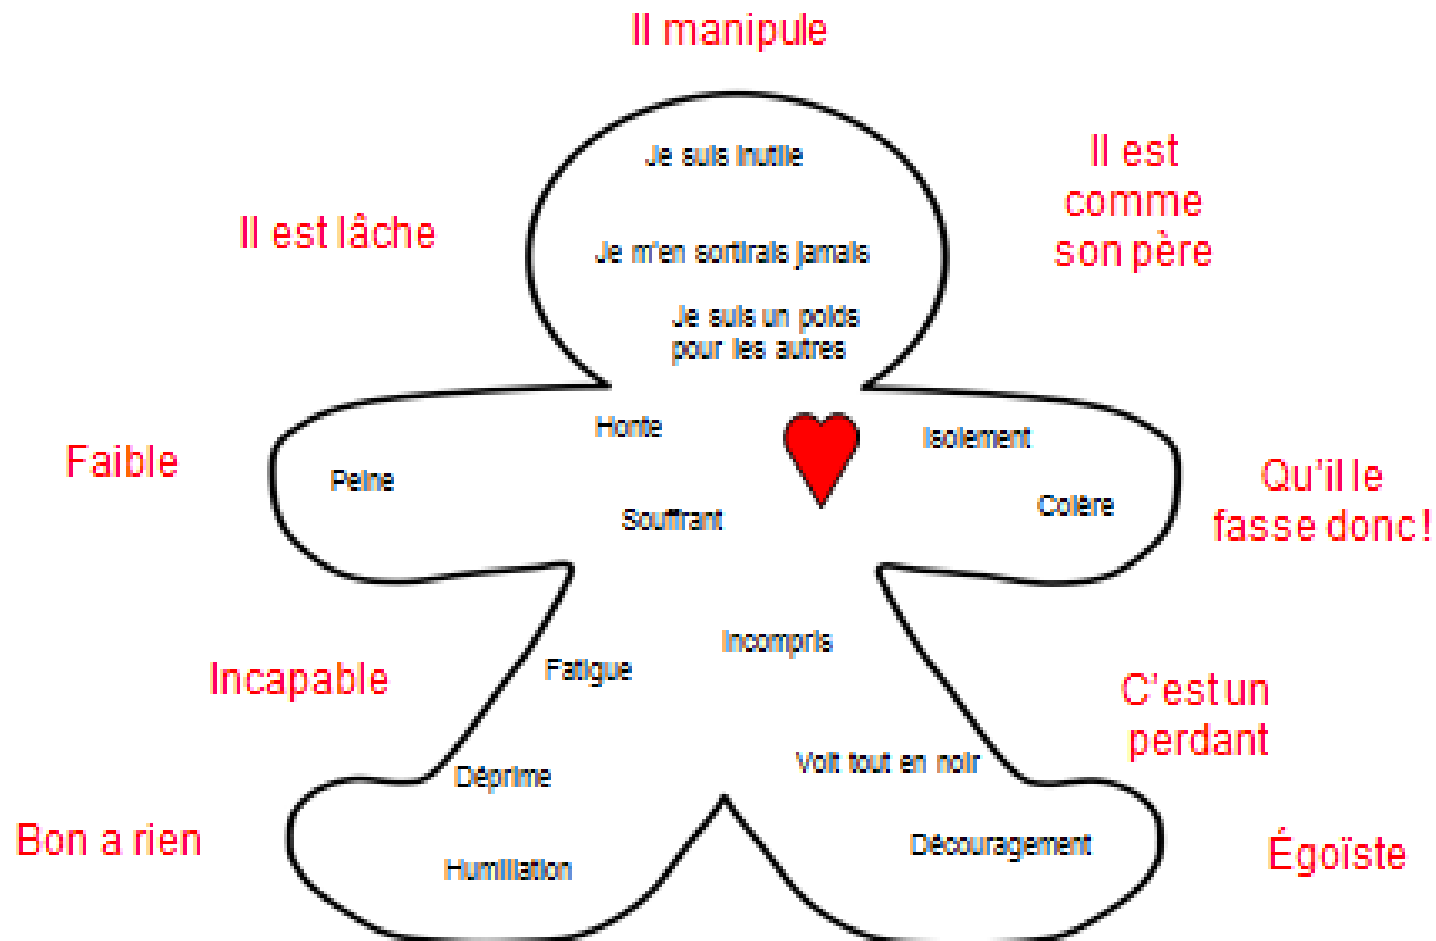 Il manipule
Je suis inutile
Il est
comme
son père
Il est lâche
Je m'en sortirais jamais
Je suis un poids
pour les autres
Honte
Isolement
Faible
Peine
Qu'il le
fasse donc!
Colère
Souffrant
Incompris
Incapable
Fatigue
C'est un
perdant
Voit tout en noir
Déprime
Bon a rien
Découragement
Égoïste
Humiliation